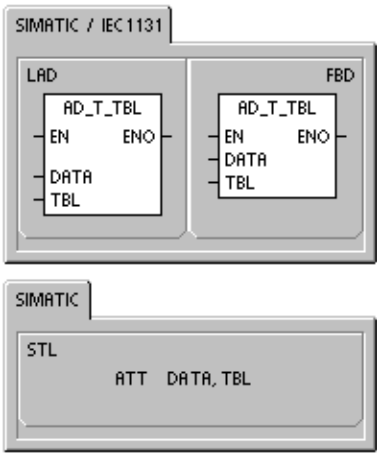 SIMATIC / IEC1131
LAD FBD
AD_T_TBL AD_T_TBL
EN ENO EN ENO
DATA DATA
TBL TBL
SIMATIC
STL
ATT DATA, TBL